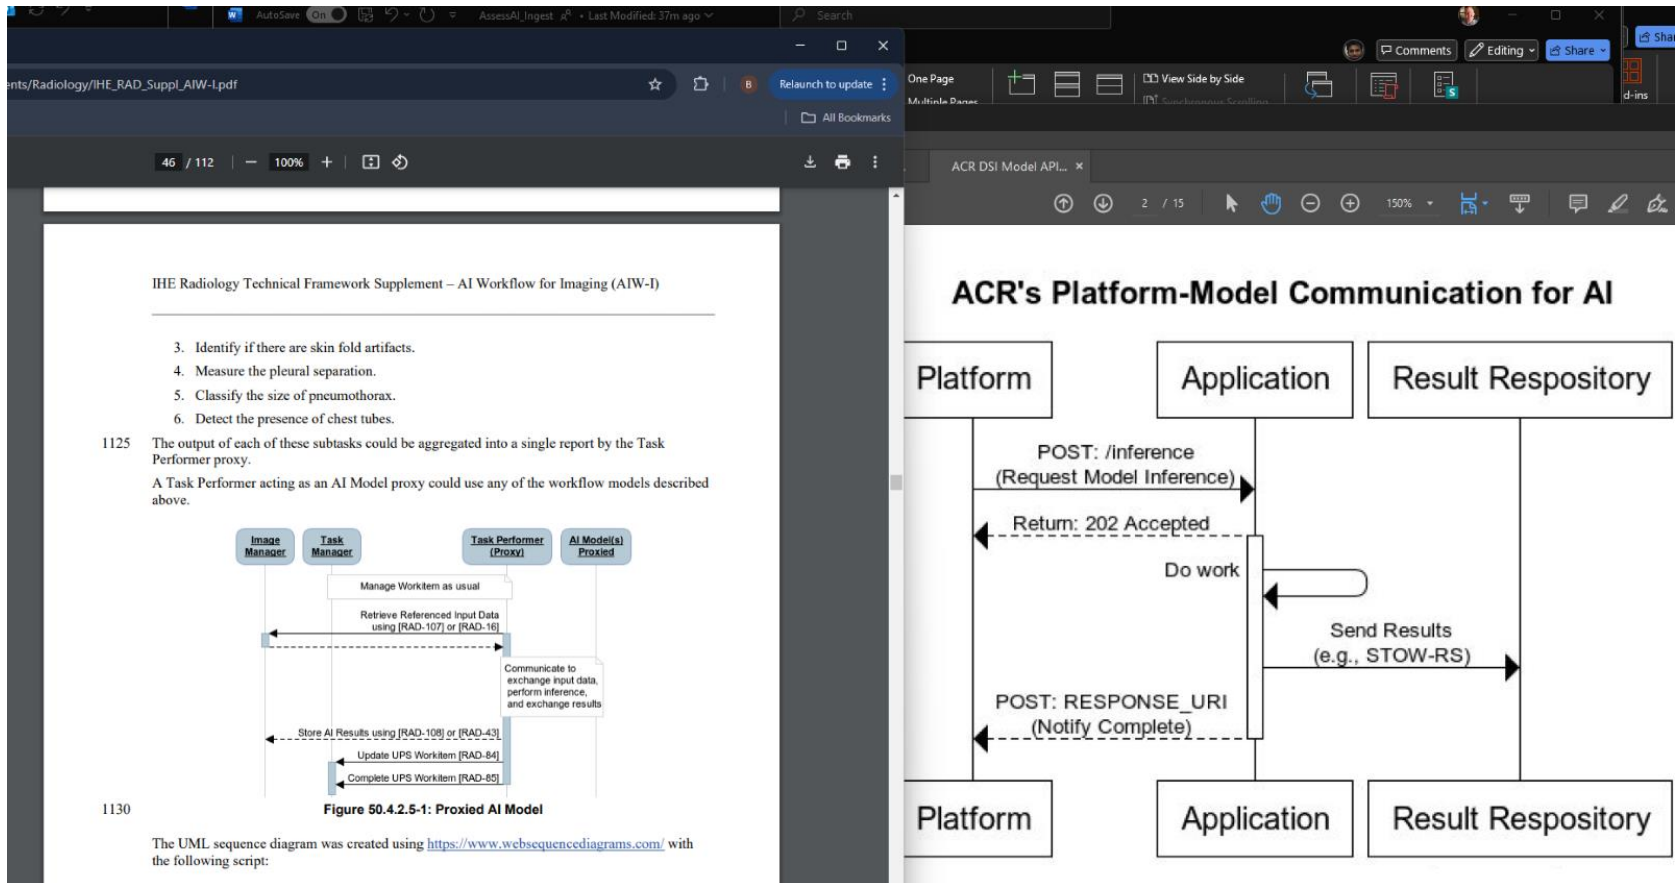 AutoSave On
AssessAI_Ingest
• Last Modified: 37m ago
Search
Comments
Editing
Share
Shar
ents/Radiology/IHE_RAD_Suppl_AIW-I.pdf
B
Relaunch to update
All Bookmarks
One Page
Multiple Pages
View Side by Side
Synchronous Scrolling
d-ins
46 / 112
100%
ACR DSI Model API...
2 / 15
150%
IHE Radiology Technical Framework Supplement – AI Workflow for Imaging (AIW-I)
3. Identify if there are skin fold artifacts.
4. Measure the pleural separation.
5. Classify the size of pneumothorax.
6. Detect the presence of chest tubes.
1125 The output of each of these subtasks could be aggregated into a single report by the Task
Performer proxy.
A Task Performer acting as an AI Model proxy could use any of the workflow models described
above.
Image
Manager
Task
Manager
Task Performer
(Proxy)
AI Model(s)
Proxied
Manage Workitem as usual
Retrieve Referenced Input Data
using [RAD-107] or [RAD-16]
Communicate to
exchange input data,
perform inference,
and exchange results
Store AI Results using [RAD-108] or [RAD-43]
Update UPS Workitem [RAD-84]
Complete UPS Workitem [RAD-85]
1130 Figure 50.4.2.5-1: Proxied AI Model
The UML sequence diagram was created using https://www.websequencediagrams.com/ with
the following script:
ACR's Platform-Model Communication for AI
Platform
Application
Result Respository
POST: /inference
(Request Model Inference)
Return: 202 Accepted
Do work
Send Results
(e.g., STOW-RS)
POST: RESPONSE_URI
(Notify Complete)
Platform
Application
Result Respository